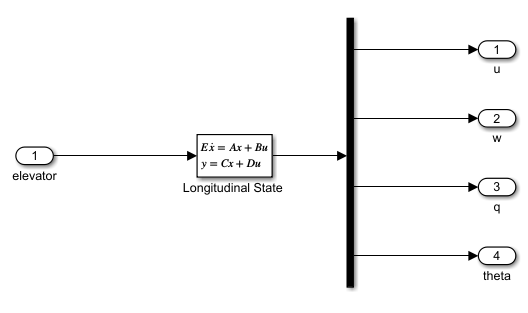 1
u
2
w
1
elevator
Eẋ = Ax + Bu
y = Cx + Du
Longitudinal State
3
q
4
theta